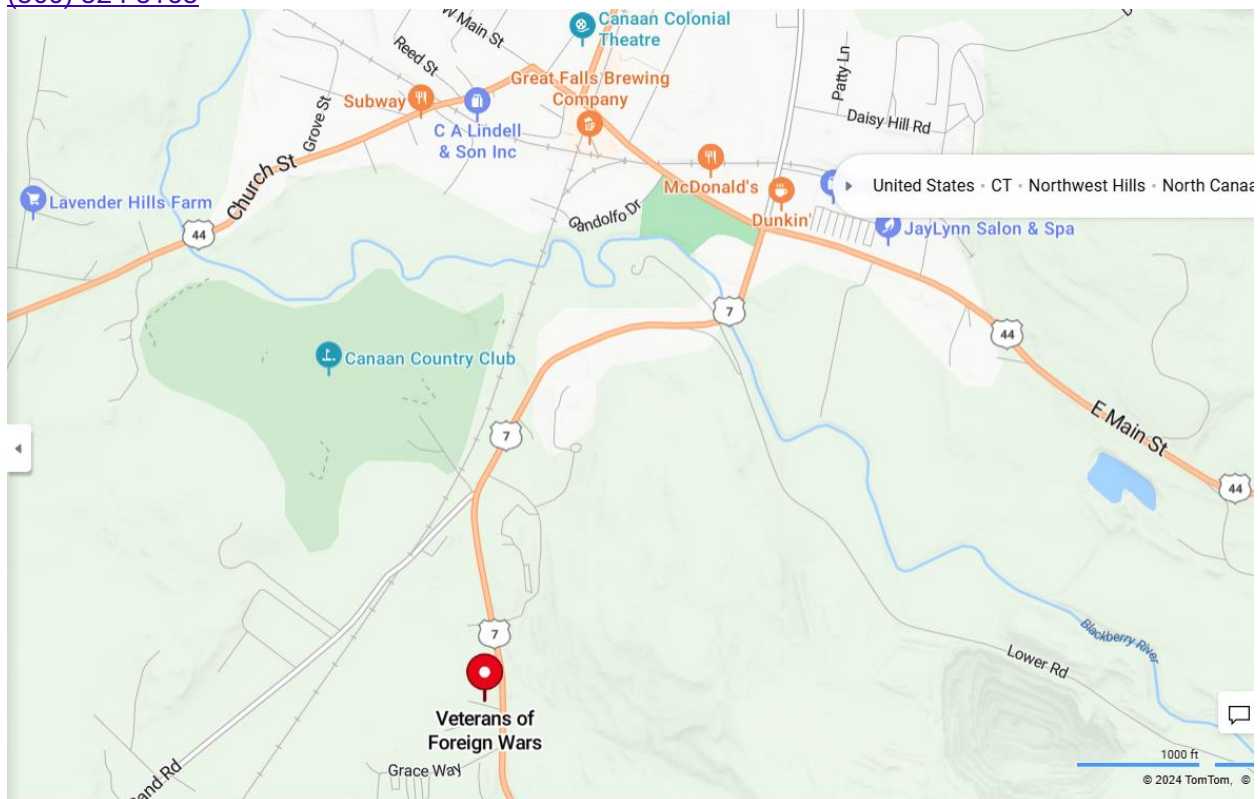 W Main St
Canaan Colonial
Theatre
Reed St
Great Falls Brewing
Company
Patty Ln
Subway
Grove St
C A Lindell
& Son Inc
Daisy Hill Rd
Church St
McDonald's
United States • CT • Northwest Hills • North Canaa
Lavender Hills Farm
Gandolfo Dr
Dunkin'
JayLynn Salon & Spa
44
7
44
Canaan Country Club
E Main St
7
44
7
Blackberry River
Lower Rd
Veterans of
Foreign Wars
1000 ft
Grace Way
Sand Rd
© 2024 TomTom, ©